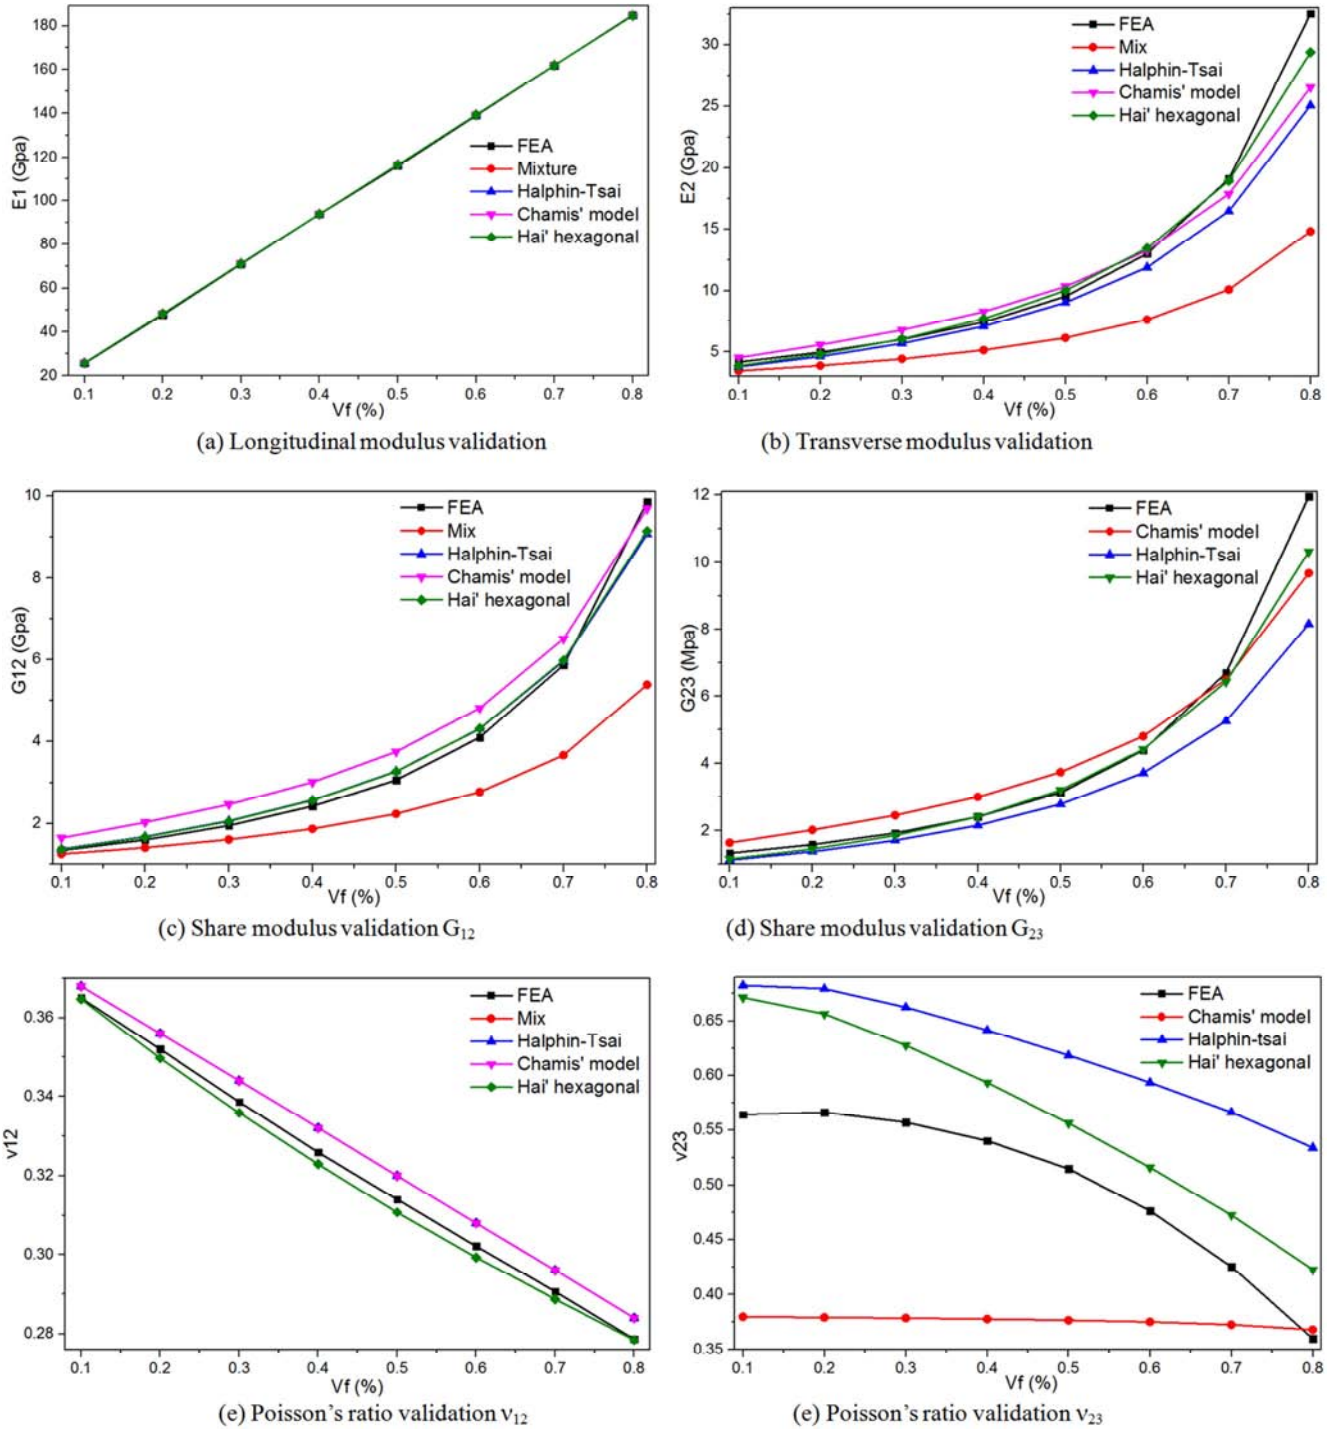 180
160
140
120
100
80
60
40
20
E1 (Gpa)
FEA
Mixture
Halphin-Tsai
Chamis' model
Hai' hexagonal
0.1 0.2 0.3 0.4 0.5 0.6 0.7 0.8
Vf (%)
(a) Longitudinal modulus validation
30
25
20
15
10
5
E2 (Gpa)
FEA
Mix
Halphin-Tsai
Chamis' model
Hai' hexagonal
0.1 0.2 0.3 0.4 0.5 0.6 0.7 0.8
Vf (%)
(b) Transverse modulus validation
10
8
6
4
2
G12 (Gpa)
FEA
Mix
Halphin-Tsai
Chamis' model
Hai' hexagonal
0.1 0.2 0.3 0.4 0.5 0.6 0.7 0.8
Vf (%)
(c) Share modulus validation G12
12
10
8
6
4
2
G23 (Mpa)
FEA
Chamis' model
Halphin-Tsai
Hai' hexagonal
0.1 0.2 0.3 0.4 0.5 0.6 0.7 0.8
Vf (%)
(d) Share modulus validation G23
0.36
0.34
0.32
0.30
0.28
v12
FEA
Mix
Halphin-Tsai
Chamis' model
Hai' hexagonal
0.1 0.2 0.3 0.4 0.5 0.6 0.7 0.8
Vf (%)
(e) Poisson's ratio validation ν12
0.65
0.60
0.55
0.50
0.45
0.40
0.35
v23
FEA
Chamis' model
Halphin-tsai
Hai' hexagonal
0.1 0.2 0.3 0.4 0.5 0.6 0.7 0.8
Vf (%)
(e) Poisson's ratio validation ν23